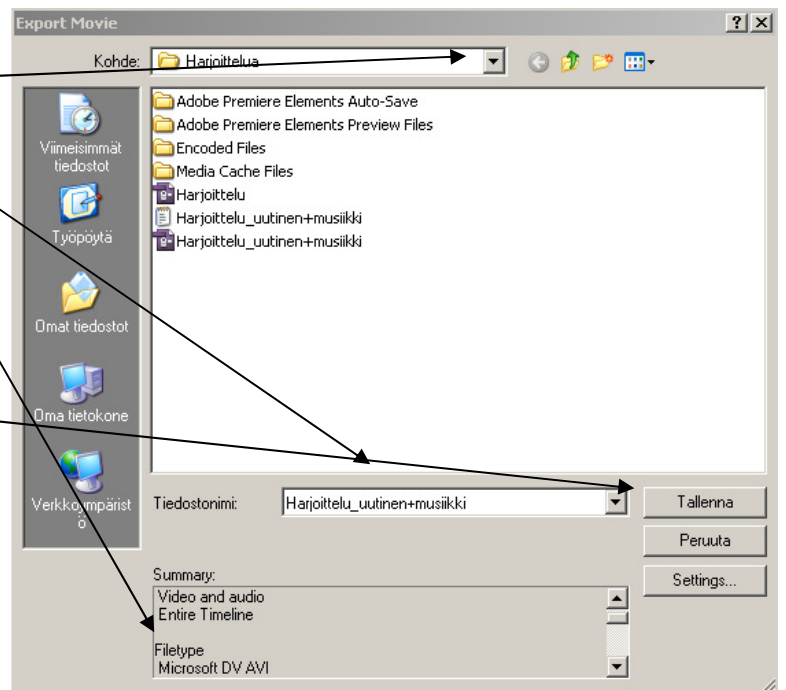 Export Movie
Kohde:
Harjoittelua
Viimeisimmät
tiedostot
Työpöytä
Omat tiedostot
Oma tietokone
Verkkoympärist
ö
Adobe Premiere Elements Auto-Save
Adobe Premiere Elements Preview Files
Encoded Files
Media Cache Files
Harjoittelu
Harjoittelu_uutinen+musiikki
Harjoittelu_uutinen+musiikki
Tiedostonimi:
Harjoittelu_uutinen+musiikki
Tallenna
Peruuta
Settings...
Summary:
Video and audio
Entire Timeline
Filetype
Microsoft DV AVI